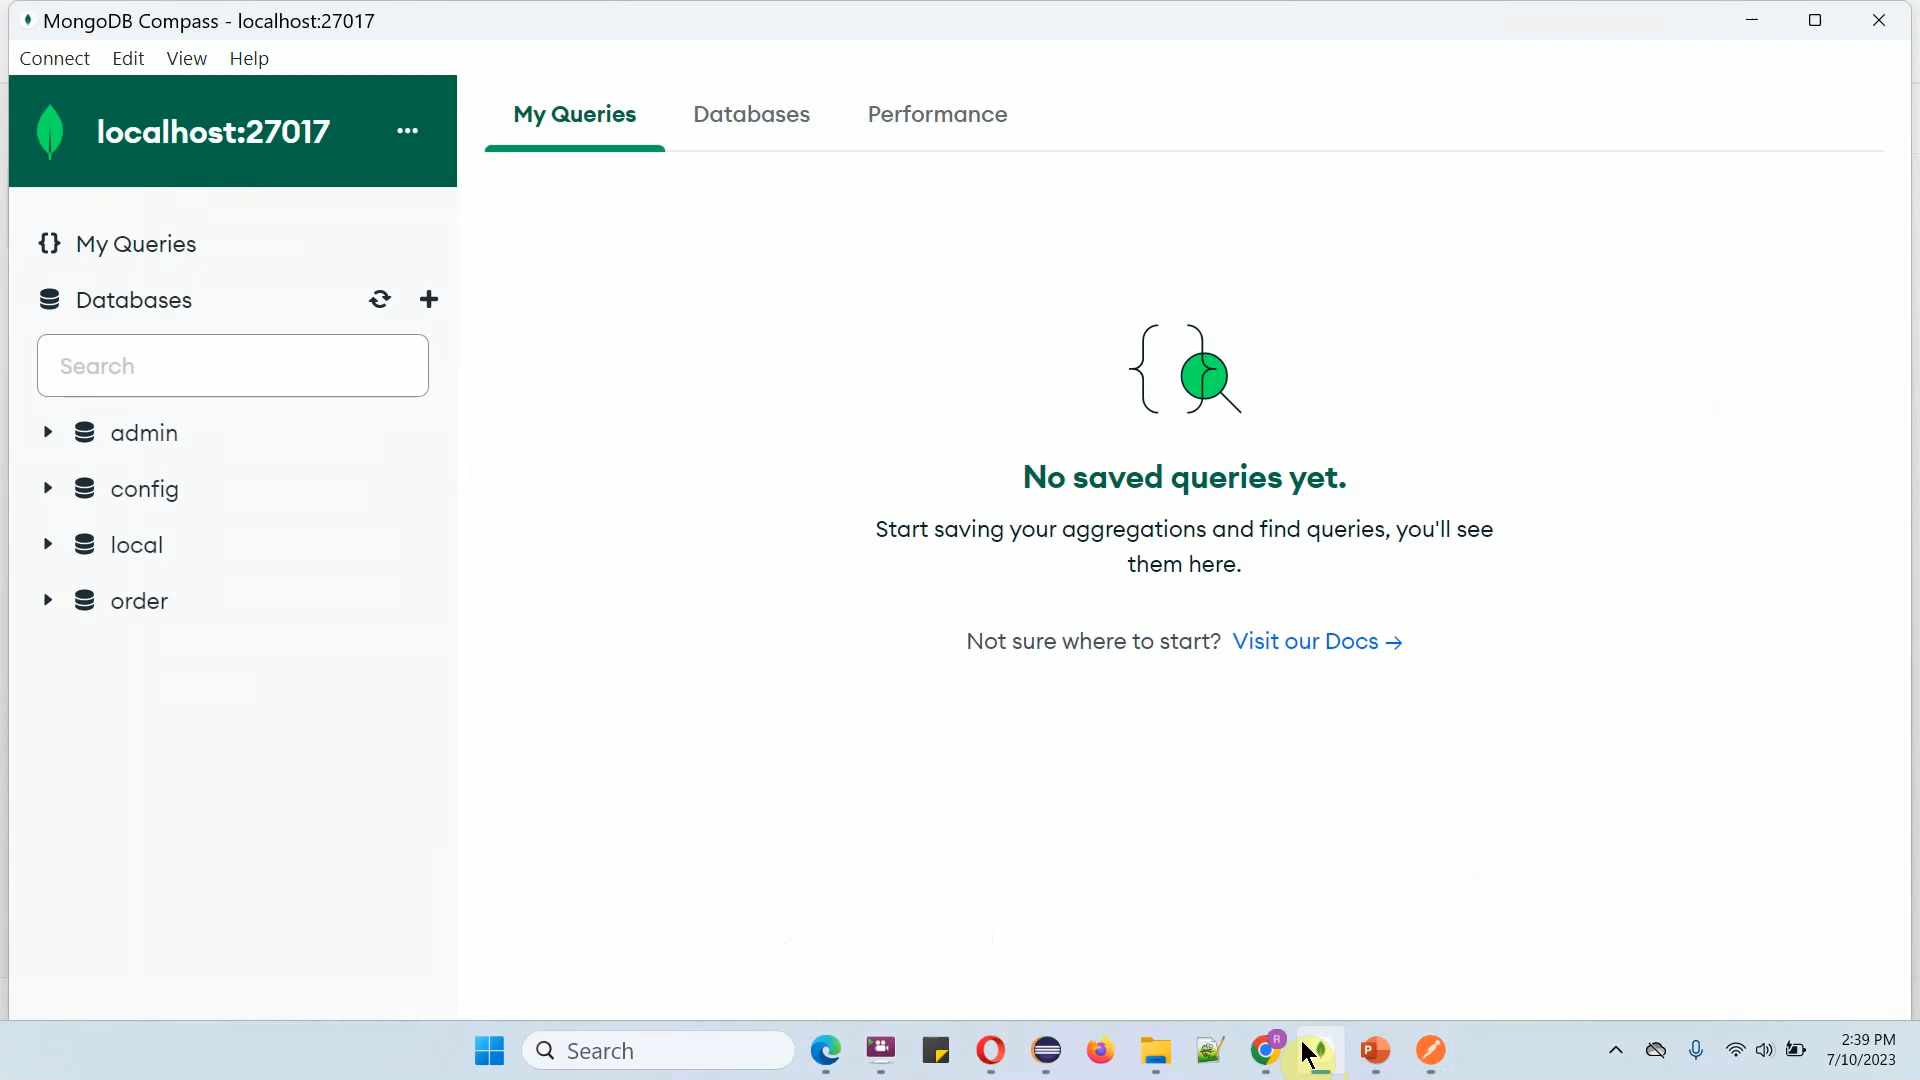 MongoDB Compass - localhost:27017
Connect Edit View Help
localhost:27017
My Queries
Databases
Search
admin
config
local
order
My Queries Databases Performance
No saved queries yet.
Start saving your aggregations and find queries, you'll see
them here.
Not sure where to start? Visit our Docs →
Search
R
P
2:39 PM
7/10/2023